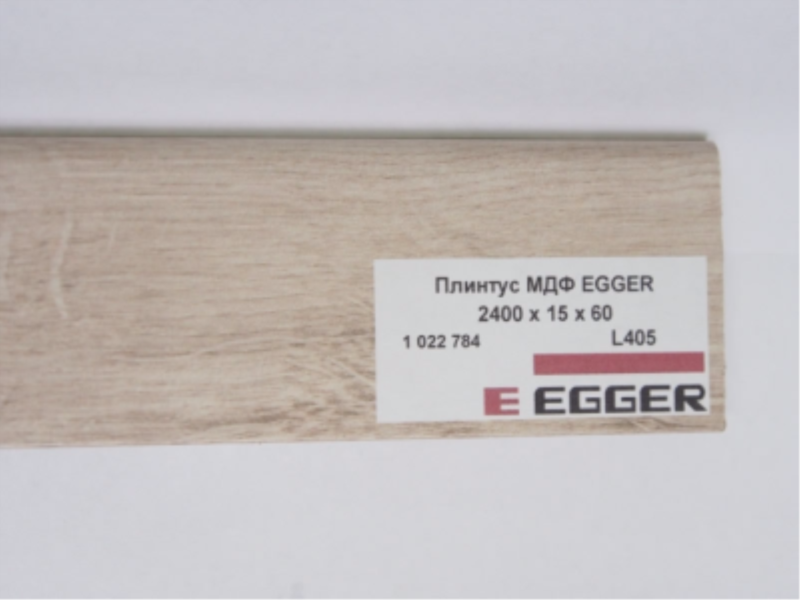 Плинтус МДФ EGGER
2400 x 15 x 60
1 022 784 L405
E EGGER